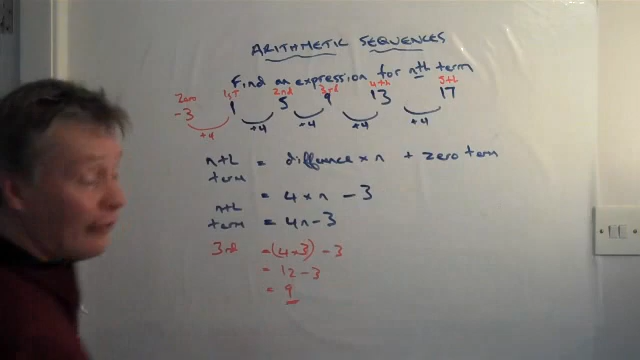 ARITHMETIC SEQUENCES
Find an expression for nth term
zero 1st 2nd 3rd 4th 5th
-3 1 5 9 13 17
+4 +4 +4 +4 +4
nth term = difference × n + zero term
= 4 × n - 3
nth term = 4n - 3
3rd = (4 × 3) - 3
= 12 - 3
= 9